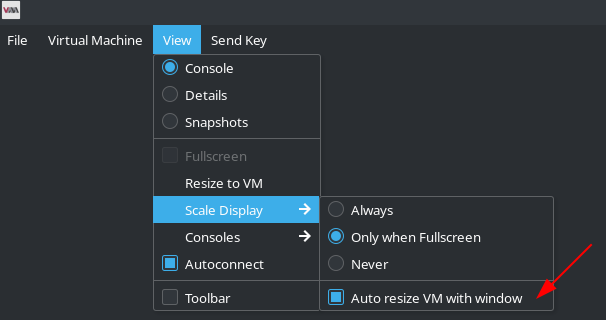 File Virtual Machine View Send Key
Console
Details
Snapshots
Fullscreen
Resize to VM
Scale Display
Always
Consoles
Only when Fullscreen
Autoconnect
Never
Toolbar
Auto resize VM with window